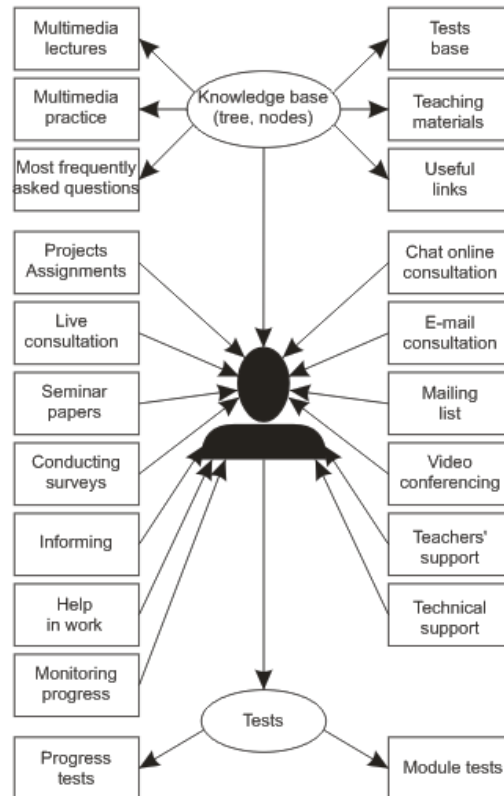 Multimedia
lectures
Multimedia
practice
Most frequently
asked questions
Knowledge base
(tree, nodes)
Tests
base
Teaching
materials
Useful
links
Projects
Assignments
Live
consultation
Seminar
papers
Conducting
surveys
Informing
Help
in work
Monitoring
progress
Chat online
consultation
E-mail
consultation
Mailing
list
Video
conferencing
Teachers'
support
Technical
support
Tests
Progress
tests
Module tests